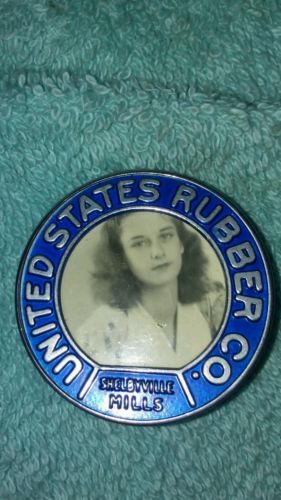 UNITED STATES RUBBER CO.
SHELBYVILLE
MILLS